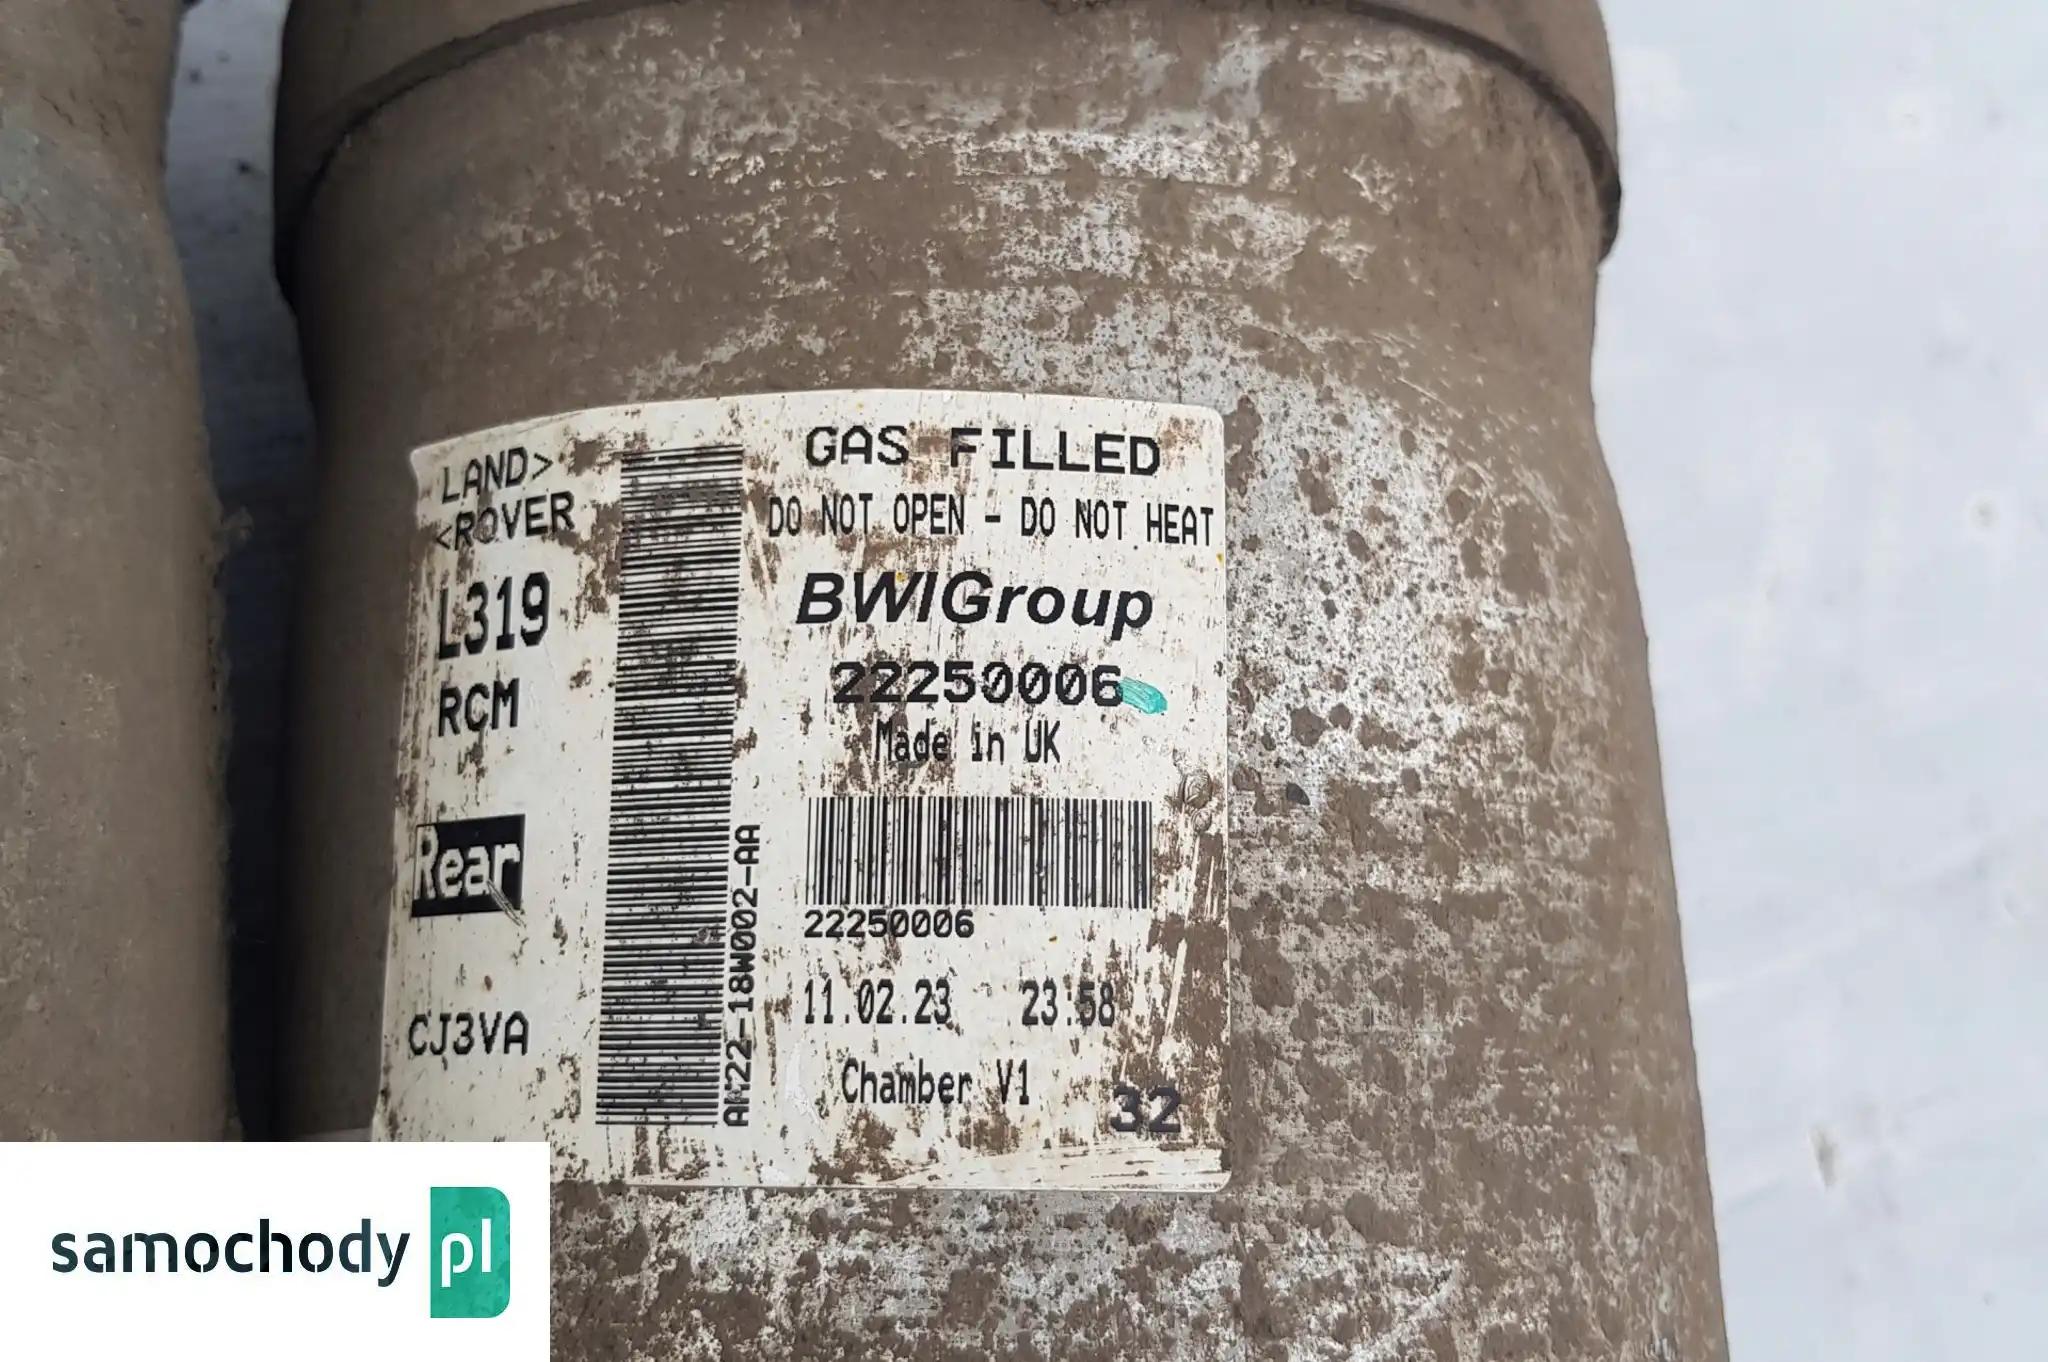 LAND>
<ROVER
L319
RCM
Rear
CJ3VA
AM22-18W002-AA
GAS FILLED
DO NOT OPEN - DO NOT HEAT
BWIGroup
22250006
Made in UK
22250006
11.02.23 23:58
Chamber V1
32
samochody pl